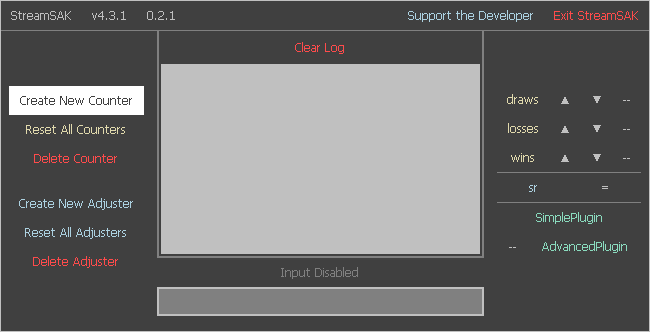 StreamSAK v4.3.1 0.2.1 Support the Developer Exit StreamSAK
Clear Log
Create New Counter
Reset All Counters
Delete Counter
Create New Adjuster
Reset All Adjusters
Delete Adjuster
Input Disabled
draws ▲ ▼ --
losses ▲ ▼ --
wins ▲ ▼ --
sr =
SimplePlugin
-- AdvancedPlugin